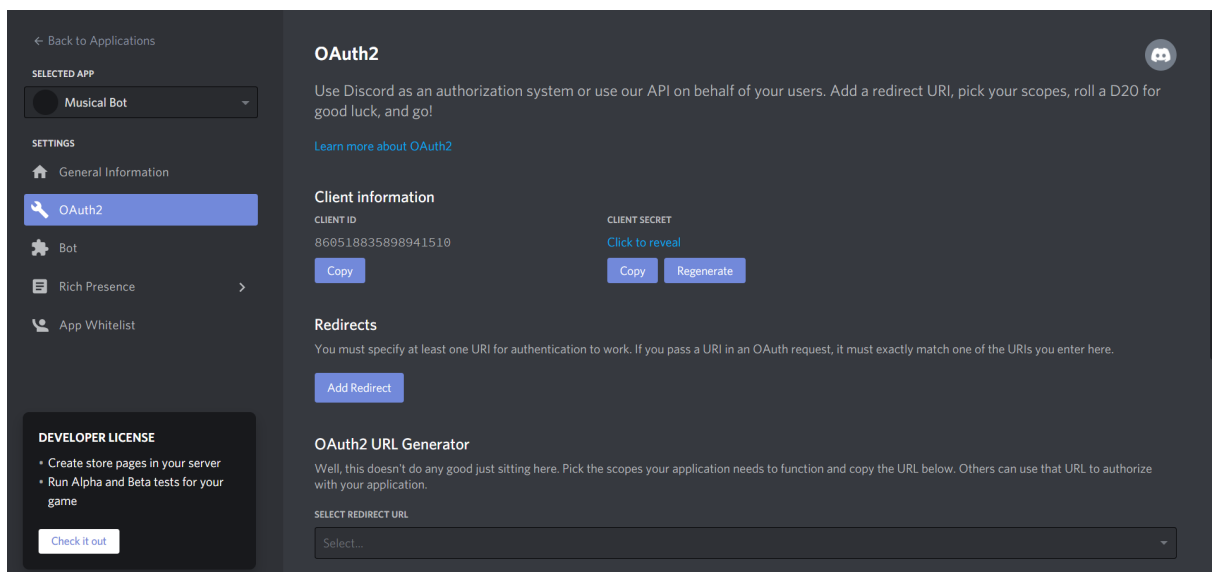 ← Back to Applications
SELECTED APP
Musical Bot
SETTINGS
General Information
OAuth2
Bot
Rich Presence
App Whitelist
DEVELOPER LICENSE
• Create store pages in your server
• Run Alpha and Beta tests for your
game
Check it out
OAuth2
Use Discord as an authorization system or use our API on behalf of your users. Add a redirect URI, pick your scopes, roll a D20 for
good luck, and go!
Learn more about OAuth2
Client information
CLIENT ID
860518835898941510
Copy
CLIENT SECRET
Click to reveal
Copy Regenerate
Redirects
You must specify at least one URI for authentication to work. If you pass a URI in an OAuth request, it must exactly match one of the URIs you enter here.
Add Redirect
OAuth2 URL Generator
Well, this doesn't do any good just sitting here. Pick the scopes your application needs to function and copy the URL below. Others can use that URL to authorize
with your application.
SELECT REDIRECT URL
Select...